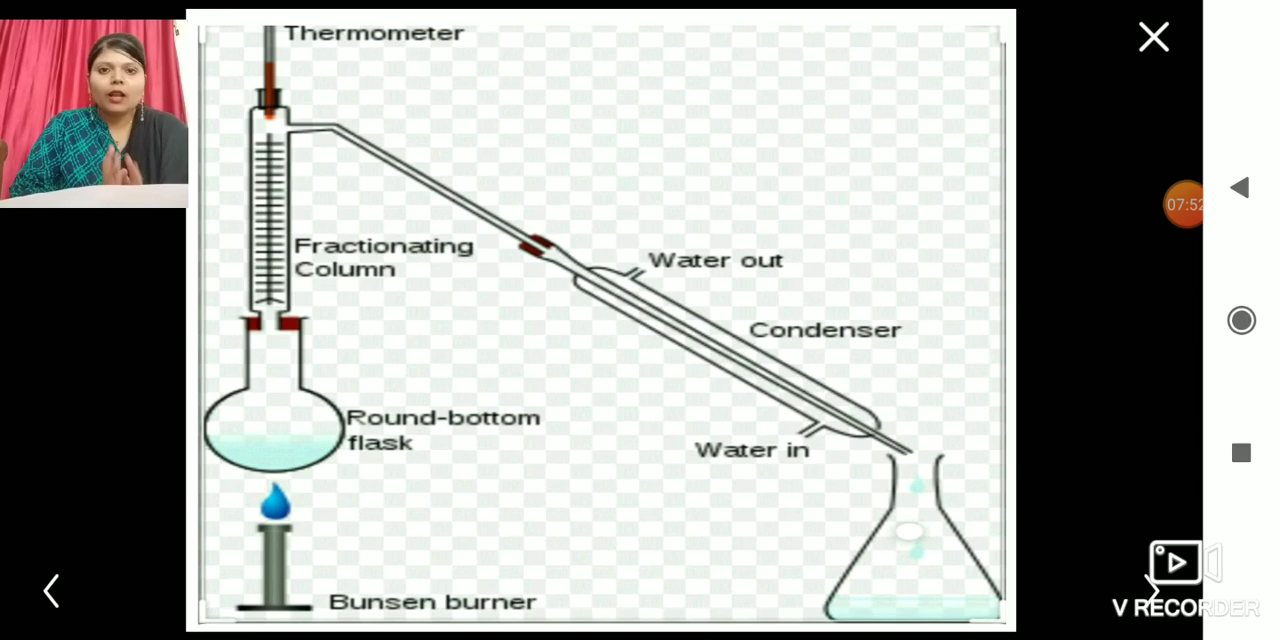 Thermometer
Fractionating
Column
Water out
Condenser
Round-bottom
flask
Water in
Bunsen burner
07:52
V RECORDER